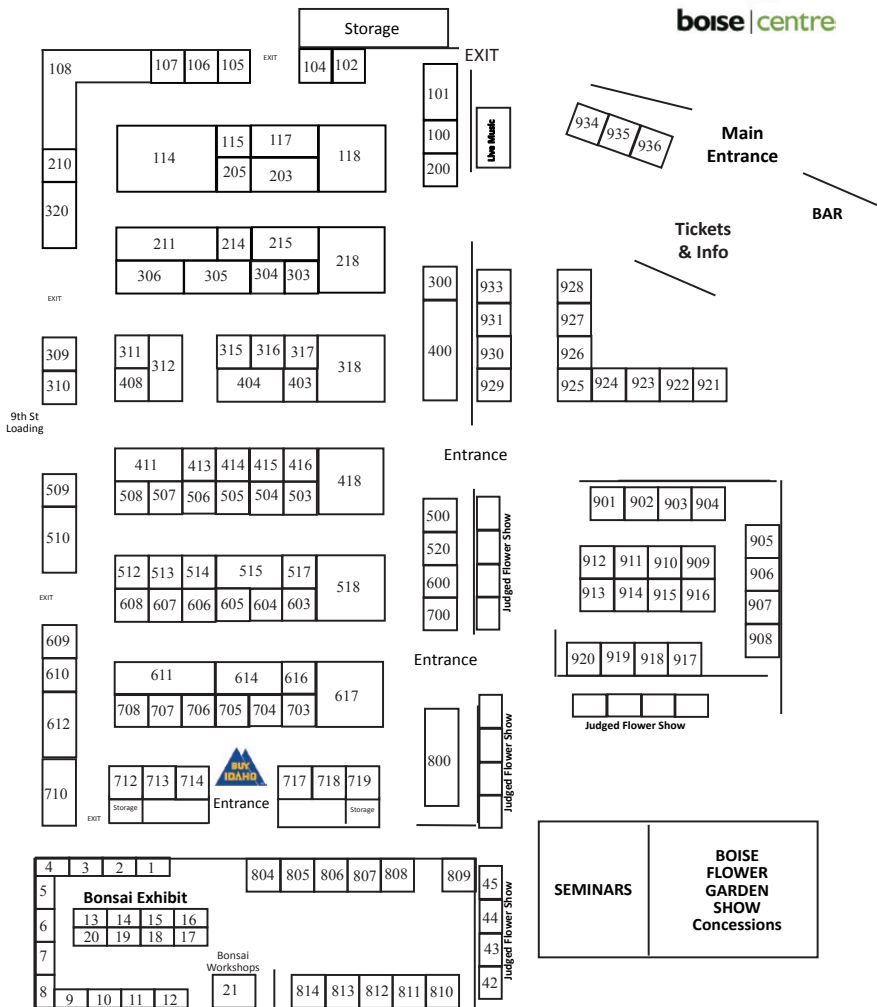 boise | centre
Storage
EXIT
108
107 106 105
EXIT
104 102
101
100
200
Live Music
934 935 936
Main
Entrance
BAR
Tickets
& Info
210
320
114
115 117
205 203
118
211 214 215
306 305 304 303
218
EXIT
300
400
933
931
930
929
928
927
926
925 924 923 922 921
309
310
9th St
Loading
311
408
312
315 316 317
404 403
318
Entrance
411 413 414 415 416
508 507 506 505 504 503
418
509
510
500
520
600
700
Judged Flower Show
901 902 903 904
905
906
907
908
912 911 910 909
913 914 915 916
920 919 918 917
Judged Flower Show
512 513 514 515 517
608 607 606 605 604 603
518
EXIT
609
610
612
710
Entrance
611 614 616
708 707 706 705 704 703
617
800
Judged Flower Show
712 713 714
Storage
BUY
IDAHO
Entrance
717 718 719
Storage
EXIT
4 3 2 1
5
6
7
8
Bonsai Exhibit
13 14 15 16
20 19 18 17
9 10 11 12
Bonsai
Workshops
21
804 805 806 807 808 809
814 813 812 811 810
45
44
43
42
Judged Flower Show
SEMINARS
BOISE
FLOWER
GARDEN
SHOW
Concessions